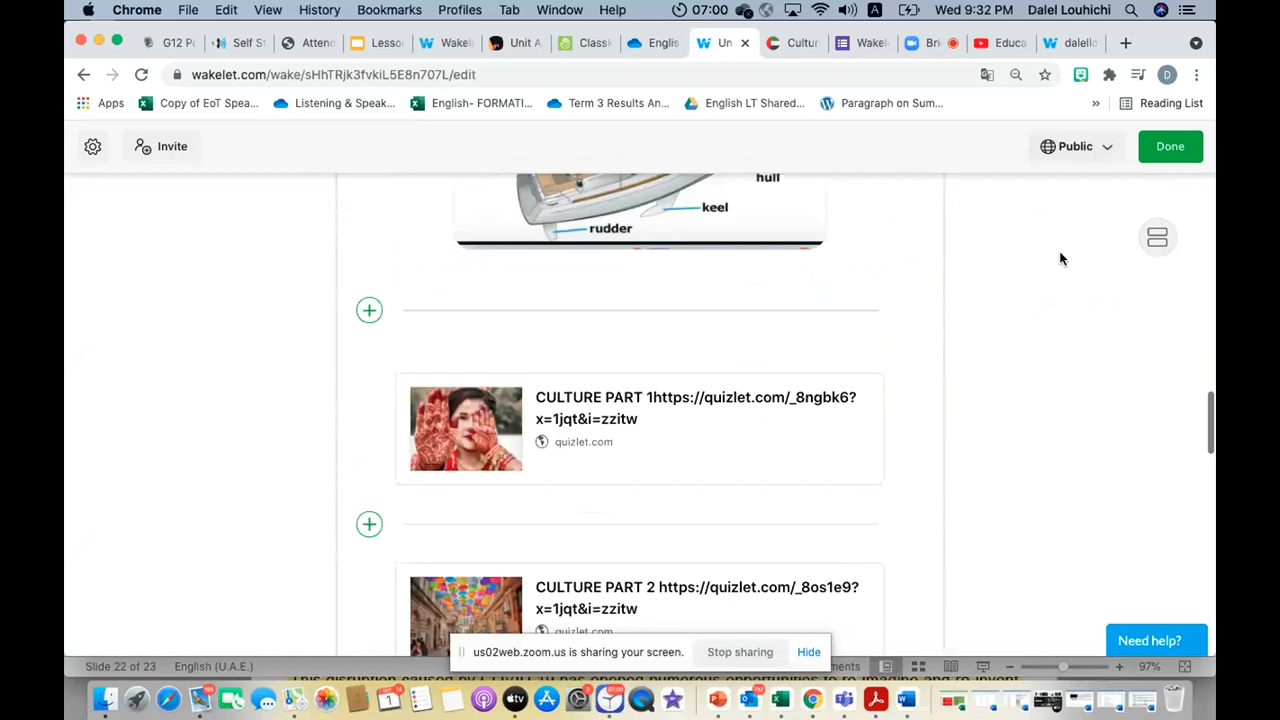 Chrome File Edit View History Bookmarks Profiles Tab Window Help 07:00 A Wed 9:32 PM Dalel Louhichi
G12 P Self S Attend Lesso Wakel Unit A Classk Englis Un Cultur Wakel Bri Educa dalello
wakelet.com/wake/sHhTRjk3fvkiL5E8n707L/edit D
Apps Copy of EoT Spea... Listening & Speak... English- FORMATI... Term 3 Results An... English LT Shared... Paragraph on Sum... » Reading List
Invite Public Done
hull
keel
rudder
CULTURE PART 1https://quizlet.com/_8ngbk6?
x=1jqt&i=zzitw
quizlet.com
CULTURE PART 2 https://quizlet.com/_8os1e9?
x=1jqt&i=zzitw
quizlet.com
Need help?
us02web.zoom.us is sharing your screen. Stop sharing Hide
Slide 22 of 23 English (U.A.E.) 97%